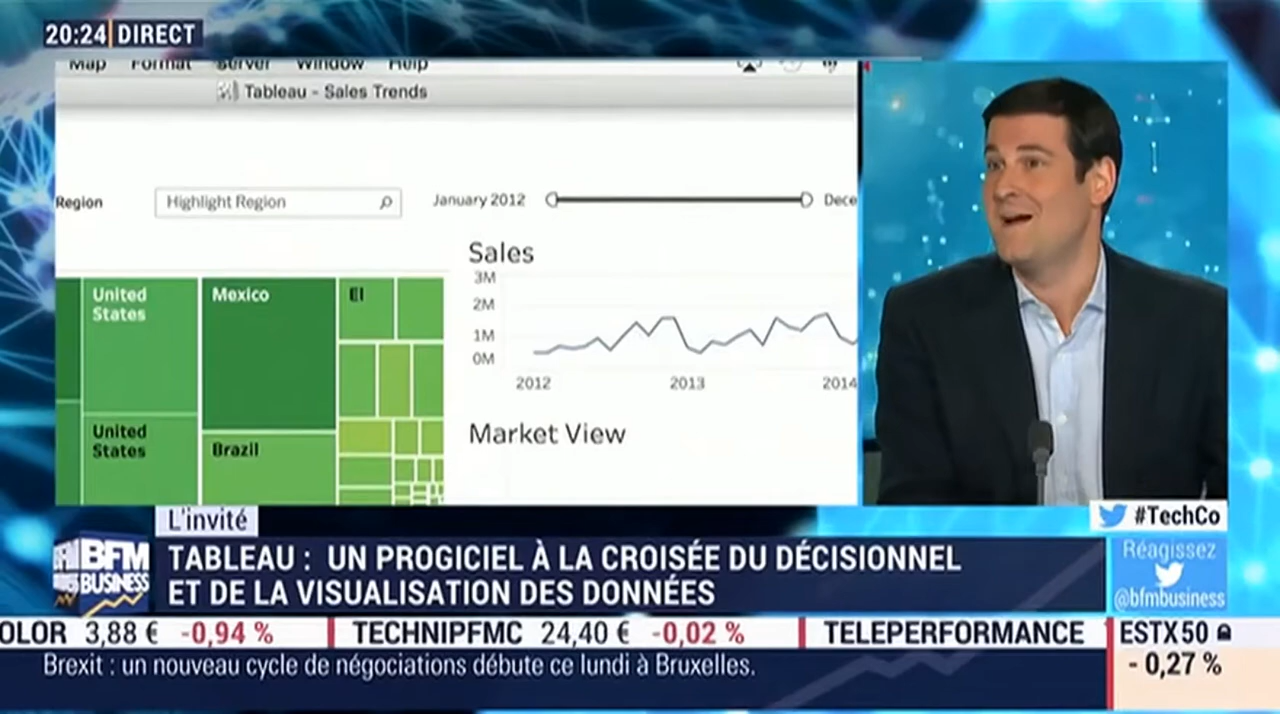 20:24 DIRECT
Map Format Server Window Help
Tableau - Sales Trends
Region
Highlight Region
January 2012
Dece
Sales
3M
2M
1M
0M
2012
2013
2014
Market View
United
States
Mexico
El
United
States
Brazil
L'invité
#TechCo
BFM
BUSINESS
TABLEAU : UN PROGICIEL À LA CROISÉE DU DÉCISIONNEL
ET DE LA VISUALISATION DES DONNÉES
Réagissez
@bfmbusiness
OLOR 3,88 € -0,94 % TECHNIPFMC 24,40 € -0,02 % TELEPERFORMANCE
ESTX50
- 0,27 %
Brexit : un nouveau cycle de négociations débute ce lundi à Bruxelles.